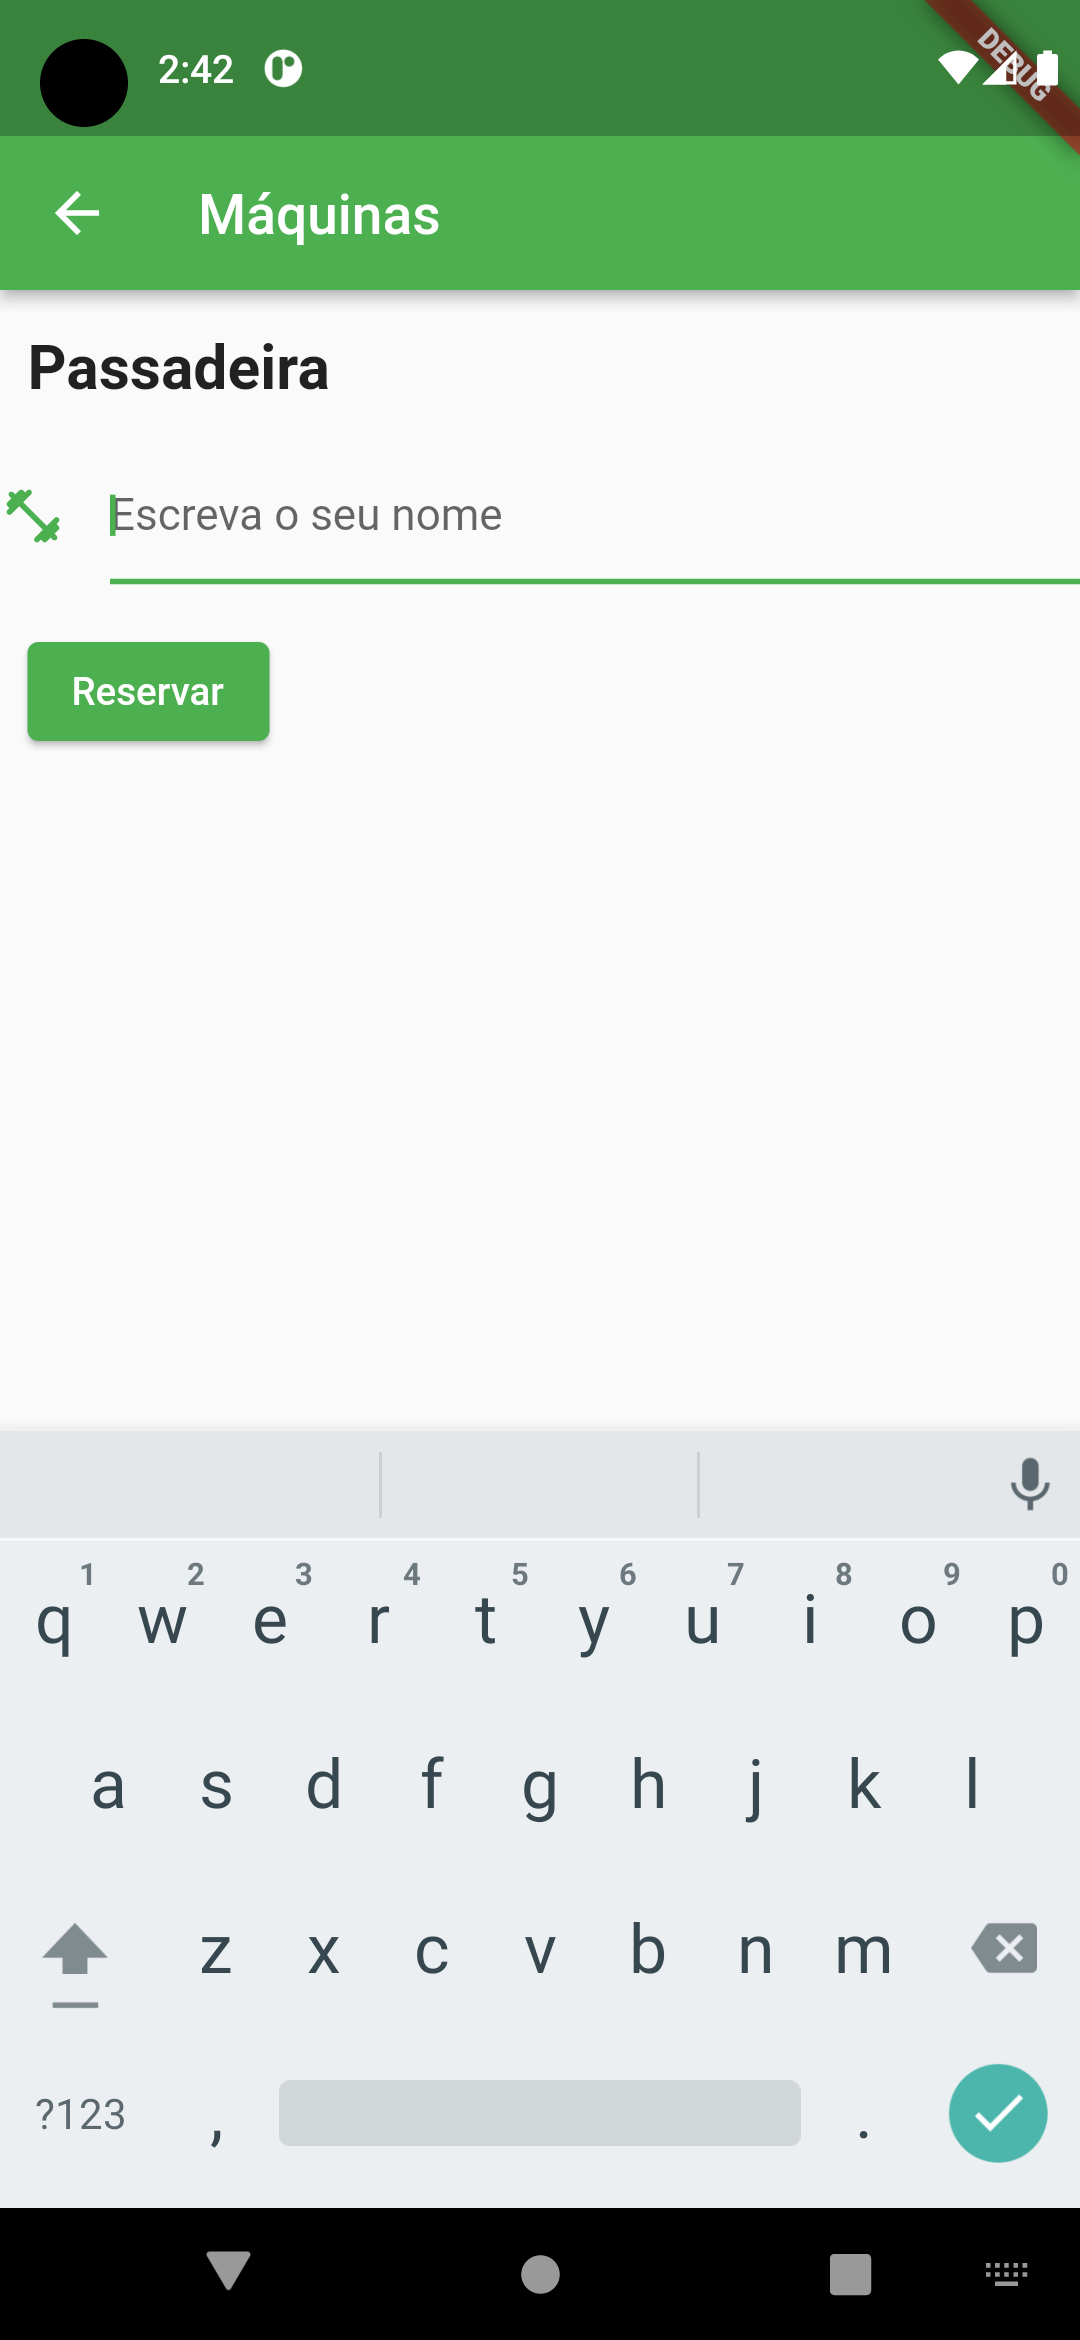 2:42
DEBUG
Máquinas
Passadeira
Escreva o seu nome
Reservar
1 2 3 4 5 6 7 8 9 0
q w e r t y u i o p
a s d f g h j k l
z x c v b n m
?123 , .